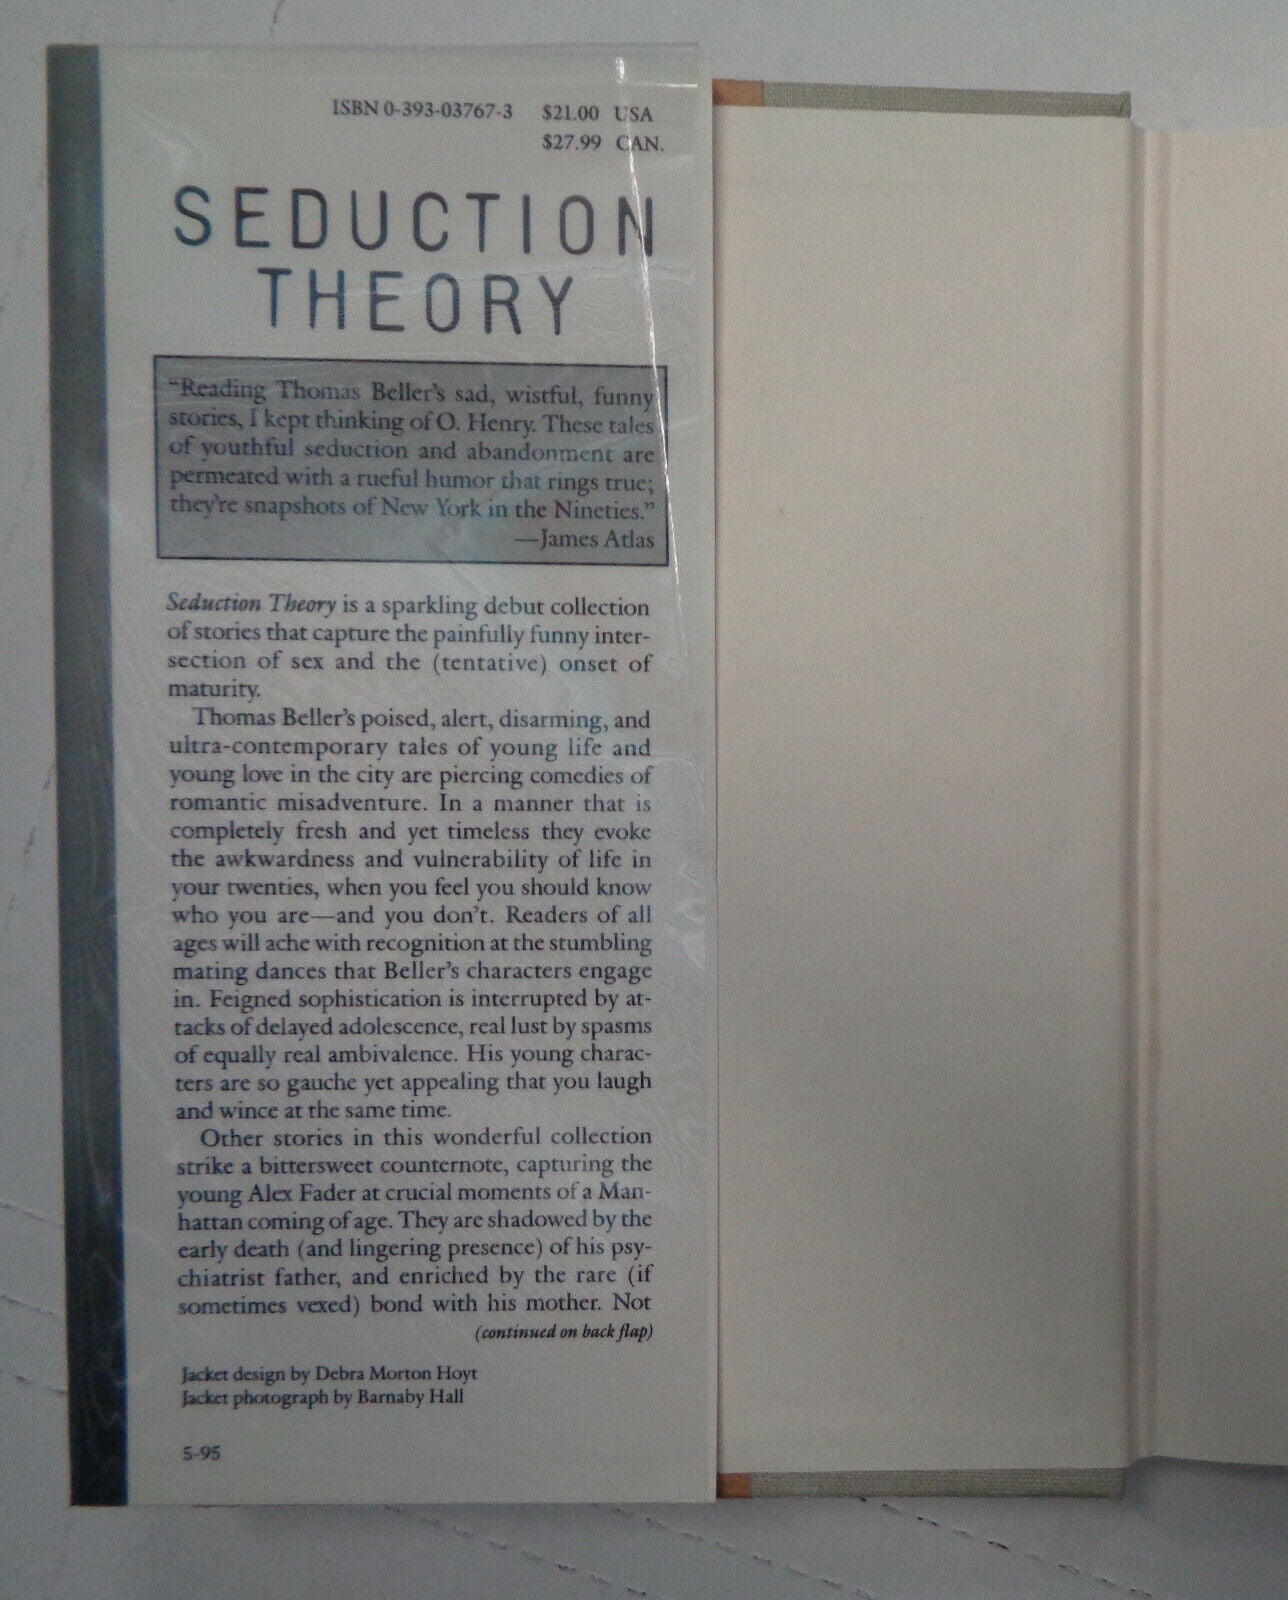 ISBN 0-393-03767-3 $21.00 USA
$27.99 CAN.
SEDUCTION
THEORY
“Reading Thomas Beller’s sad, wistful, funny
stories, I kept thinking of O. Henry. These tales
of youthful seduction and abandonment are
permeated with a rueful humor that rings true;
they’re snapshots of New York in the Nineties.”
—James Atlas
Seduction Theory is a sparkling debut collection
of stories that capture the painfully funny inter-
section of sex and the (tentative) onset of
maturity.
Thomas Beller’s poised, alert, disarming, and
ultra-contemporary tales of young life and
young love in the city are piercing comedies of
romantic misadventure. In a manner that is
completely fresh and yet timeless they evoke
the awkwardness and vulnerability of life in
your twenties, when you feel you should know
who you are—and you don’t. Readers of all
ages will ache with recognition at the stumbling
mating dances that Beller’s characters engage
in. Feigned sophistication is interrupted by at-
tacks of delayed adolescence, real lust by spasms
of equally real ambivalence. His young charac-
ters are so gauche yet appealing that you laugh
and wince at the same time.
Other stories in this wonderful collection
strike a bittersweet counternote, capturing the
young Alex Fader at crucial moments of a Man-
hattan coming of age. They are shadowed by the
early death (and lingering presence) of his psy-
chiatrist father, and enriched by the rare (if
sometimes vexed) bond with his mother. Not
(continued on back flap)
Jacket design by Debra Morton Hoyt
Jacket photograph by Barnaby Hall
5-95